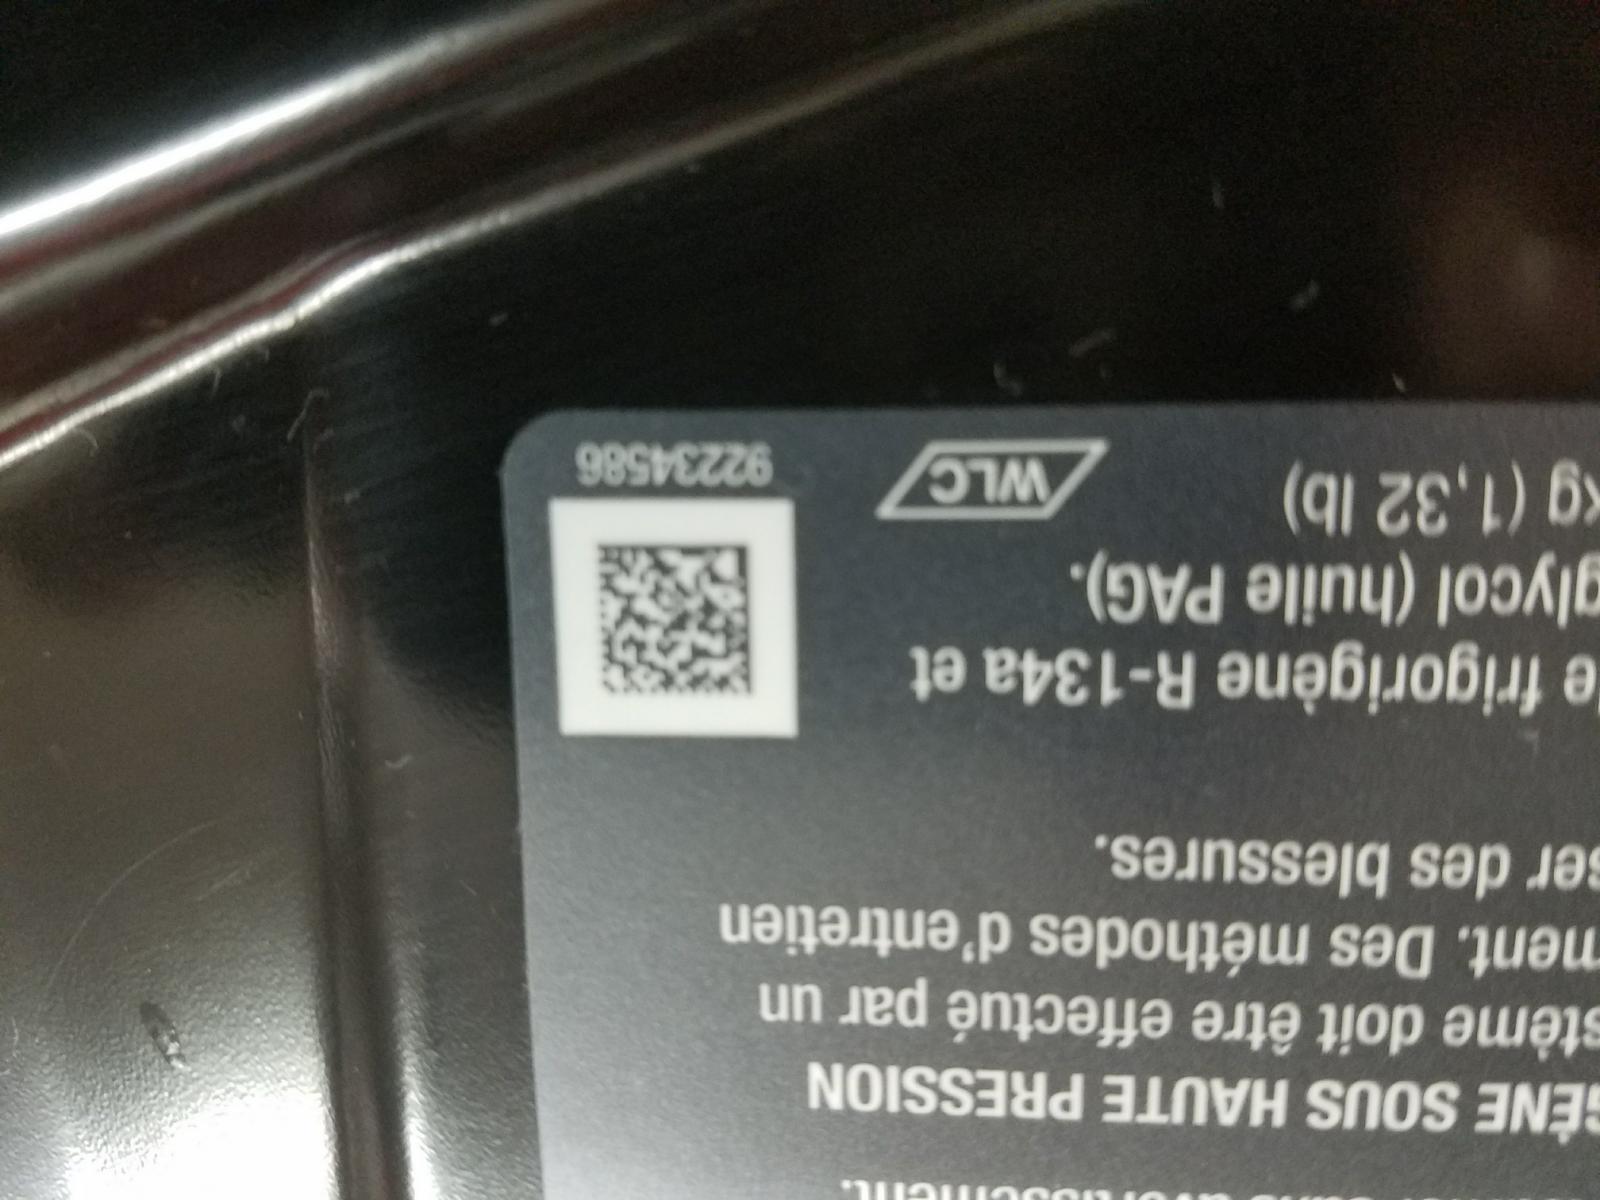 GÈNE SOUS HAUTE PRESSION
stème doit être effectué par un
ment. Des méthodes d'entretien
ser des blessures.
le frigorigène R-134a et
glycol (huile PAG).
kg (1,32 lb)
WLC
92234586